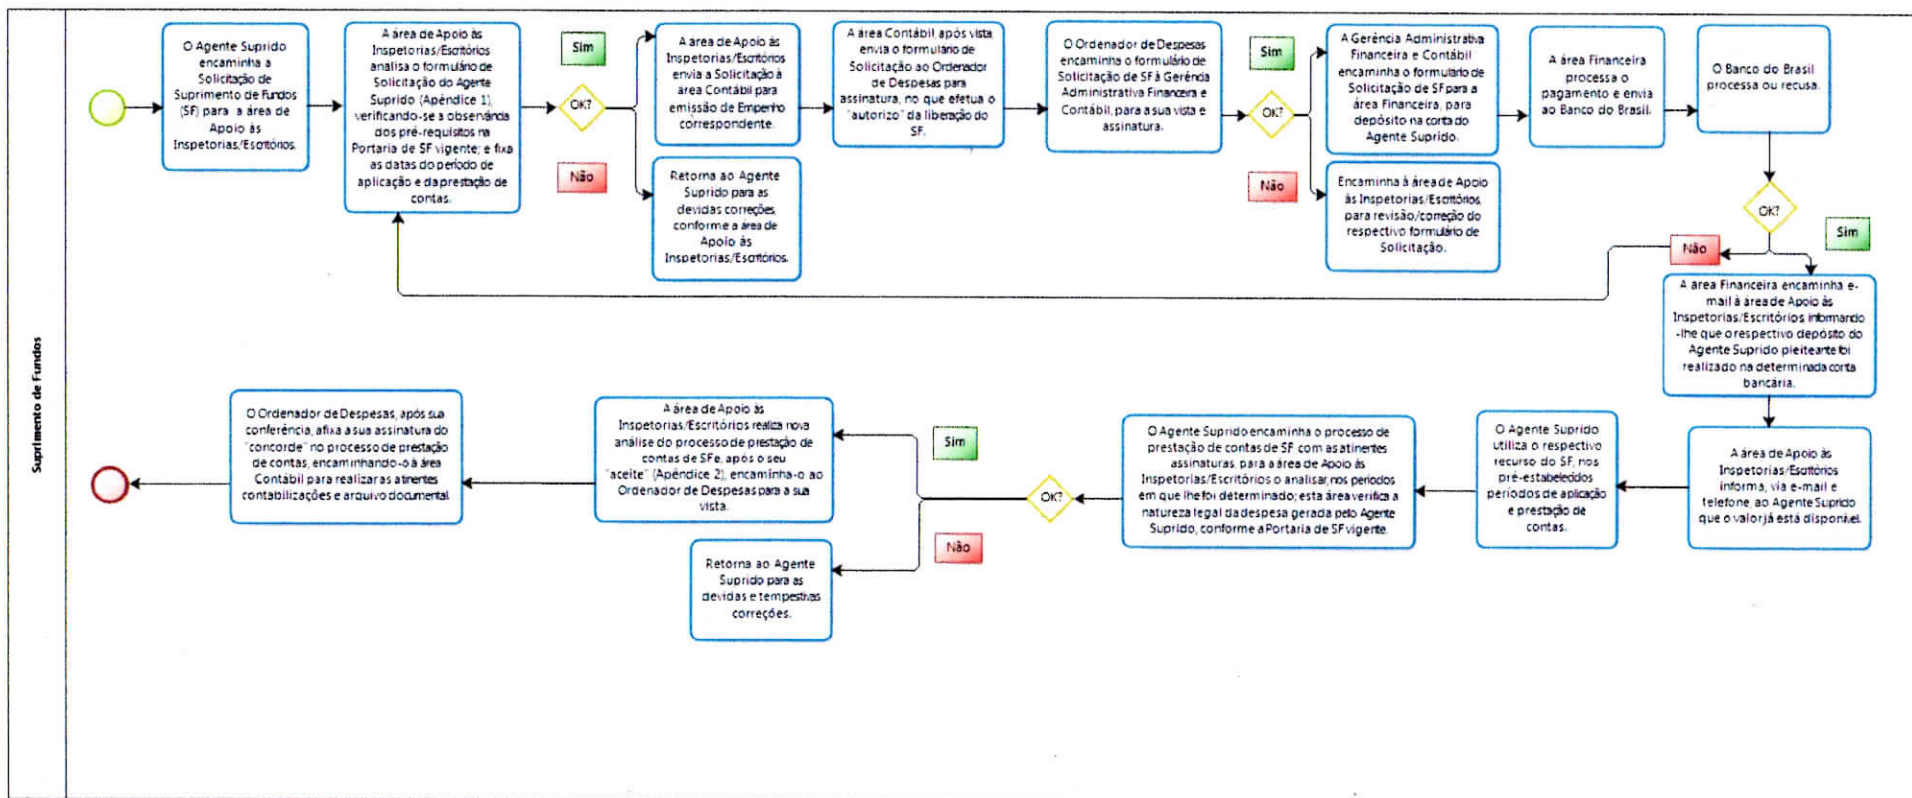 Suprimento de Fundos
O Agente Suprido
encaminha a
Solicitação de
Suprimento de Fundos
(SF) para a área de
Apoio às
Inspetorias/Escritórios.
A área de Apoio às
Inspetorias/Escritórios
analisa o formulário de
Solicitação do Agente
Suprido (Apêndice 1),
verificando-se a observância
dos pré-requisitos na
Portaria de SF vigente; e fixa
as datas do período de
aplicação e da prestação de
contas.
OK?
Sim
Não
A área de Apoio às
Inspetorias/Escritórios
envia a Solicitação à
área Contábil para
emissão de Empenho
correspondente.
Retorna ao Agente
Suprido para as
devidas correções,
conforme a área de
Apoio às
Inspetorias/Escritórios.
A área Contábil, após vista
envia o formulário de
Solicitação ao Ordenador
de Despesas para
assinatura, no que efetua o
"autorizo" da liberação do
SF.
O Ordenador de Despesas
encaminha o formulário de
Solicitação de SF à Gerência
Administrativa Financeira e
Contábil, para a sua vista e
assinatura.
OK?
Sim
Não
A Gerência Administrativa
Financeira e Contábil
encaminha o formulário de
Solicitação de SF para a
área Financeira, para
depósito na conta do
Agente Suprido.
Encaminha à área de Apoio
às Inspetorias/Escritórios,
para revisão/correção do
respectivo formulário de
Solicitação.
A área Financeira
processa o
pagamento e envia
ao Banco do Brasil.
O Banco do Brasil
processa ou recusa.
OK?
Sim
Não
A área Financeira encaminha e-
mail à área de Apoio às
Inspetorias/Escritórios informando
-lhe que o respectivo depósito do
Agente Suprido pleiteante foi
realizado na determinada conta
bancária.
A área de Apoio às
Inspetorias/Escritórios
informa, via e-mail e
telefone, ao Agente Suprido
que o valor já está disponível.
O Agente Suprido
utiliza o respectivo
recurso do SF, nos
pré-estabelecidos
períodos de aplicação
e prestação de
contas.
O Agente Suprido encaminha o processo de
prestação de contas de SF com as atinentes
assinaturas, para a área de Apoio às
Inspetorias/Escritórios o analisar, nos períodos
em que lhe foi determinado; esta área verifica a
natureza legal da despesa gerada pelo Agente
Suprido, conforme a Portaria de SF vigente.
OK?
Sim
Não
A área de Apoio às
Inspetorias/Escritórios realiza nova
análise do processo de prestação de
contas de SF e, após o seu
"aceite" (Apêndice 2), encaminha-o ao
Ordenador de Despesas para a sua
vista.
Retorna ao Agente
Suprido para as
devidas e tempestivas
correções.
O Ordenador de Despesas, após sua
conferência, afixa a sua assinatura do
"concorde" no processo de prestação
de contas, encaminhando-o à área
Contábil para realizar as atinentes
contabilizações e arquivo documental.